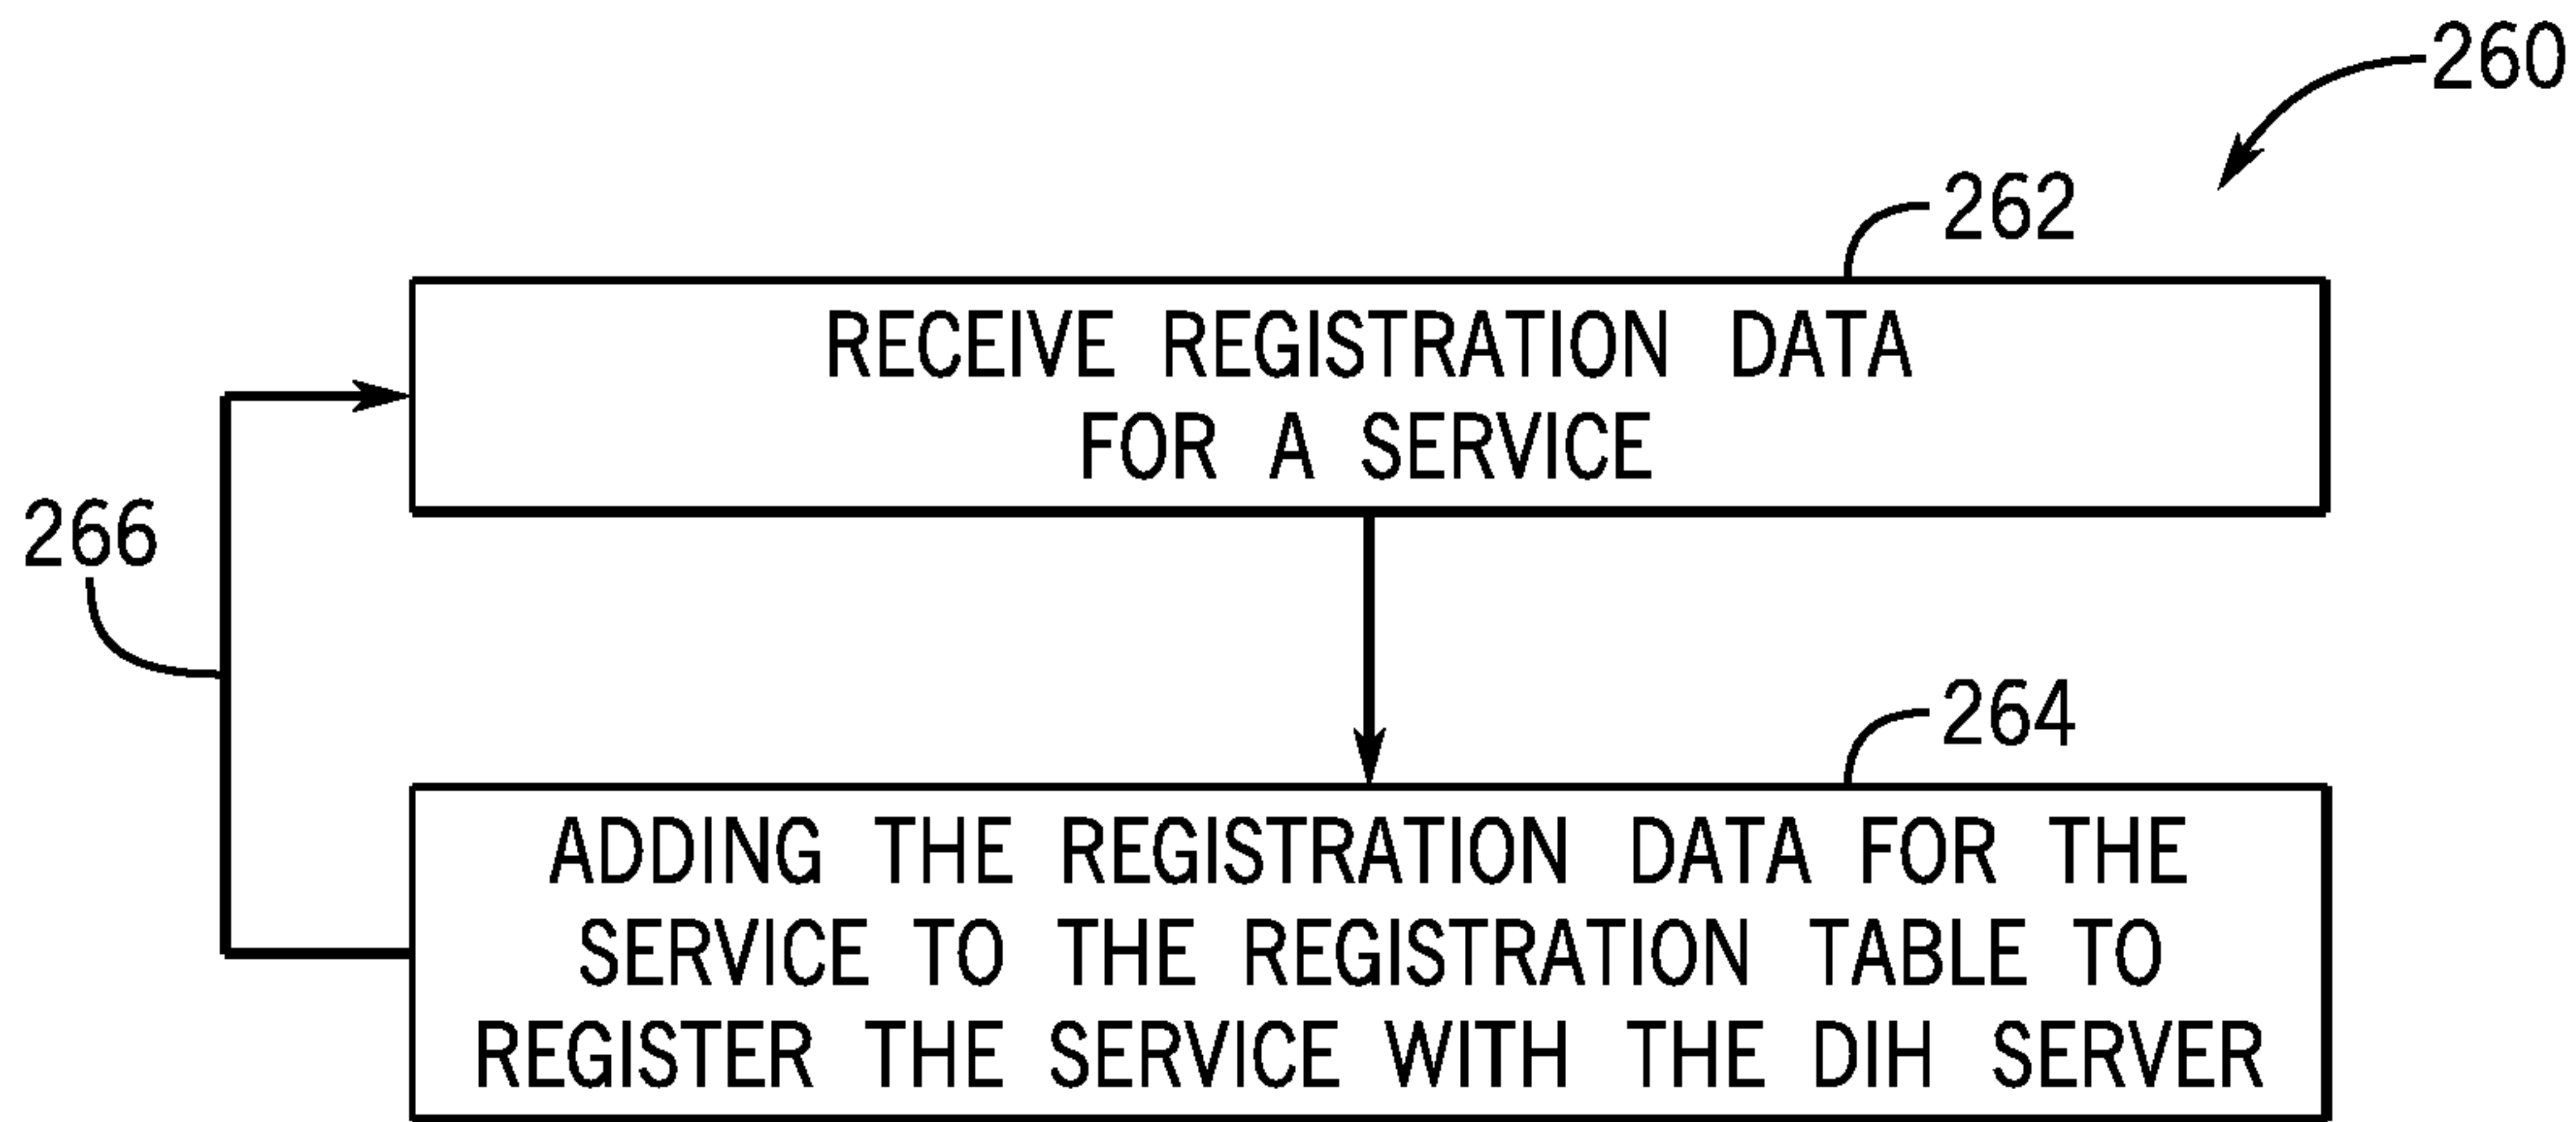 260
262
RECEIVE REGISTRATION DATA
FOR A SERVICE
266
264
ADDING THE REGISTRATION DATA FOR THE
SERVICE TO THE REGISTRATION TABLE TO
REGISTER THE SERVICE WITH THE DIH SERVER